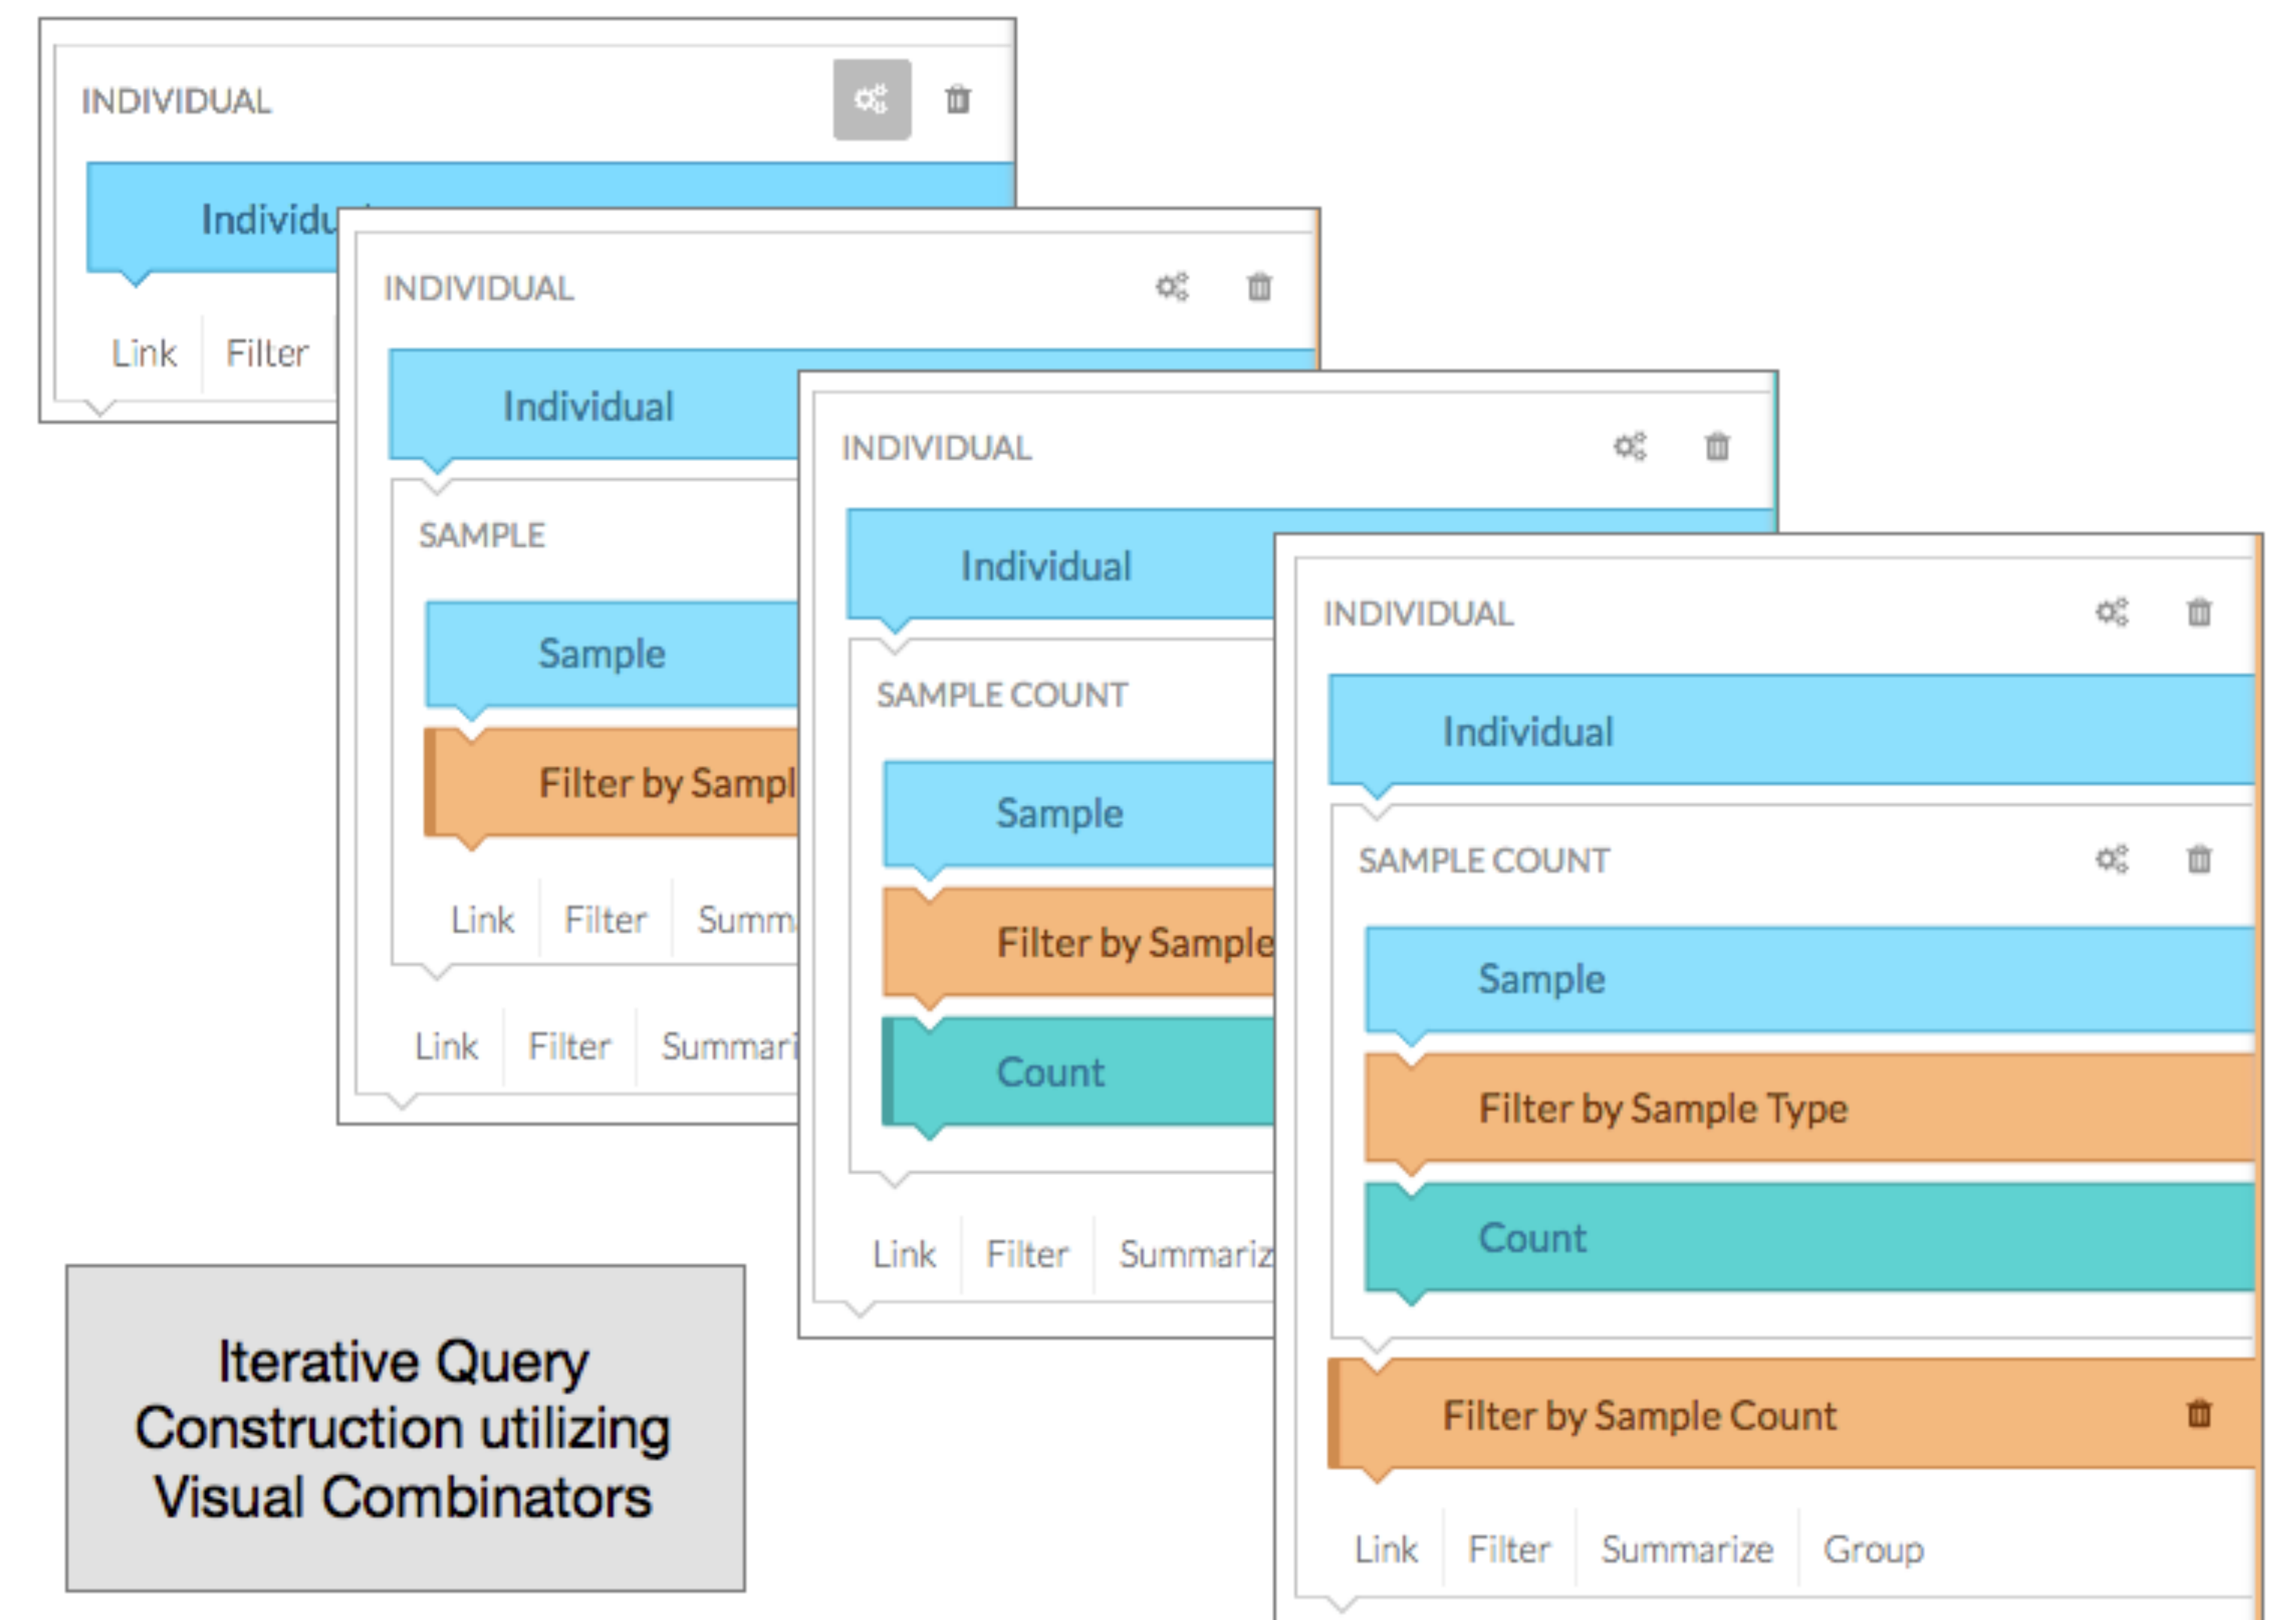 INDIVIDUAL
Link Filter
INDIVIDUAL
Individual
SAMPLE
Sample
Filter by
Link Filter
Link Filter
INDIVIDUAL
Individual
SAMPLE COUNT
Sample
Filter by Sample
Count
Link Filter
INDIVIDUAL
Individual
SAMPLE COUNT
Sample
Filter by Sample Type
Count
Filter by Sample Count
Link Filter Summarize Group
Iterative Query
Construction utilizing
Visual Combinators